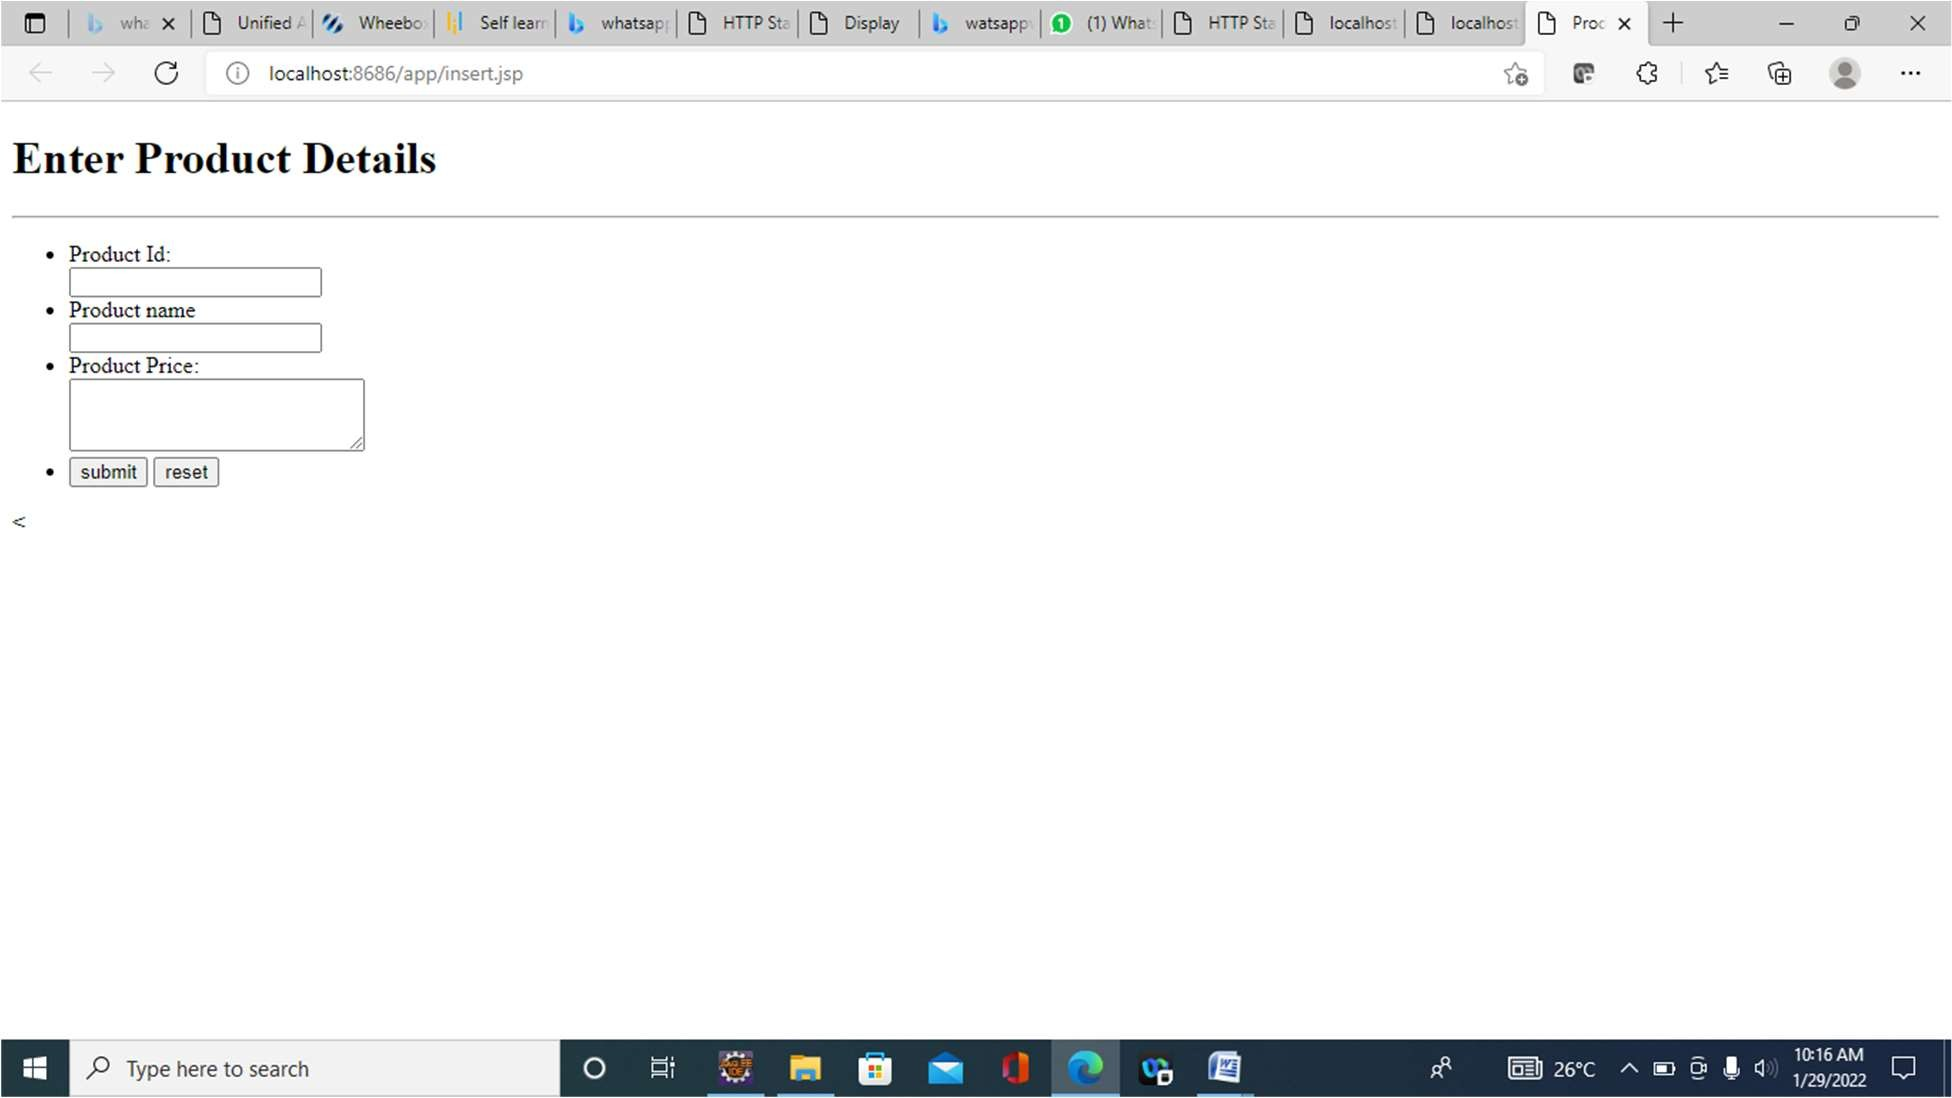 wha
Unified A
Wheebo
Self learn
whatsapp
HTTP Sta
Display
watsapp
1 (1) What
HTTP Sta
localhost
localhost
Proc
localhost:8686/app/insert.jsp
Enter Product Details
Product Id:
Product name
Product Price:
submit reset
<
Type here to search
26°C
10:16 AM
1/29/2022